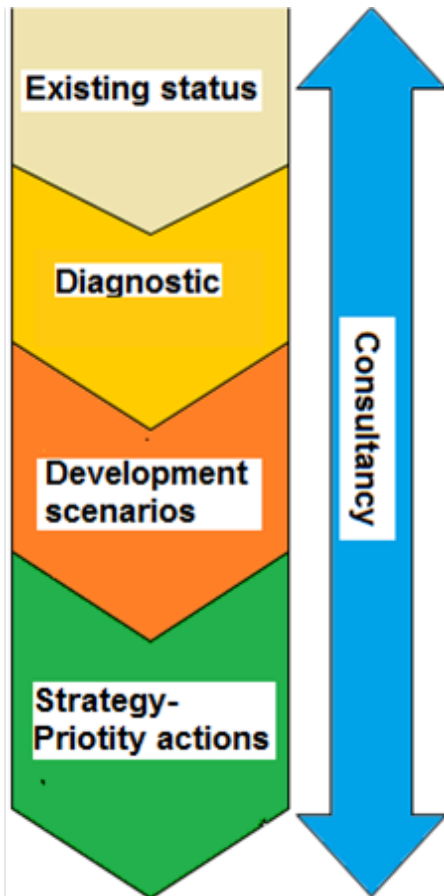 Existing status
Diagnostic
Development
scenarios
Strategy-
Priotity actions
Consultancy